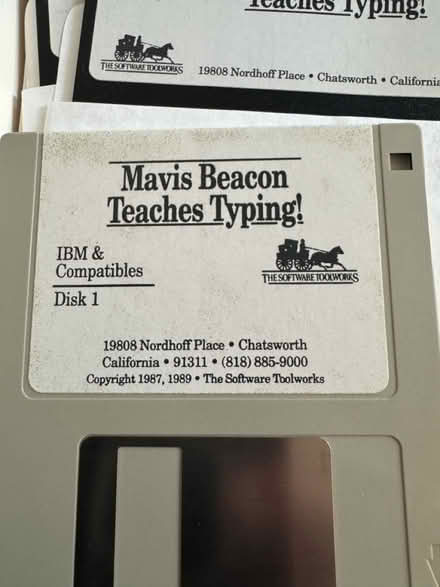 Teaches Typing!
THE SOFTWARE TOOLWORKS
19808 Nordhoff Place • Chatsworth • California
Mavis Beacon
Teaches Typing!
IBM &
Compatibles
Disk 1
THE SOFTWARE TOOLWORKS
19808 Nordhoff Place • Chatsworth
California • 91311 • (818) 885-9000
Copyright 1987, 1989 • The Software Toolworks